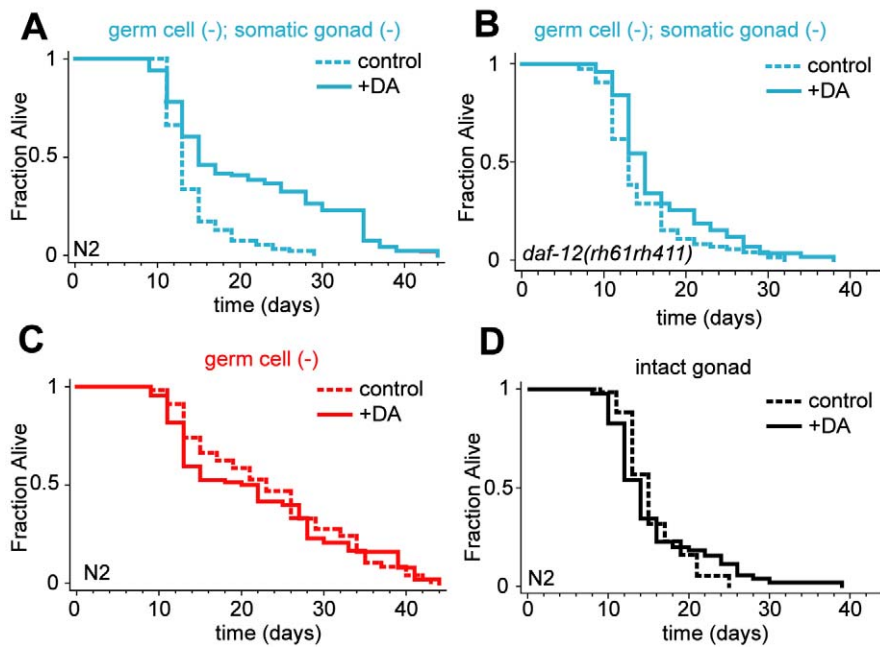 A
germ cell (-); somatic gonad (-)
control
+DA
Fraction Alive
1
0.5
0
N2
0 10 20 30 40
time (days)
B
germ cell (-); somatic gonad (-)
control
+DA
Fraction Alive
1
0.5
0
daf-12(rh61rh411)
0 10 20 30 40
time (days)
C
germ cell (-)
control
+DA
Fraction Alive
1
0.5
0
N2
0 10 20 30 40
time (days)
D
intact gonad
control
+DA
Fraction Alive
1
0.5
0
N2
0 10 20 30 40
time (days)